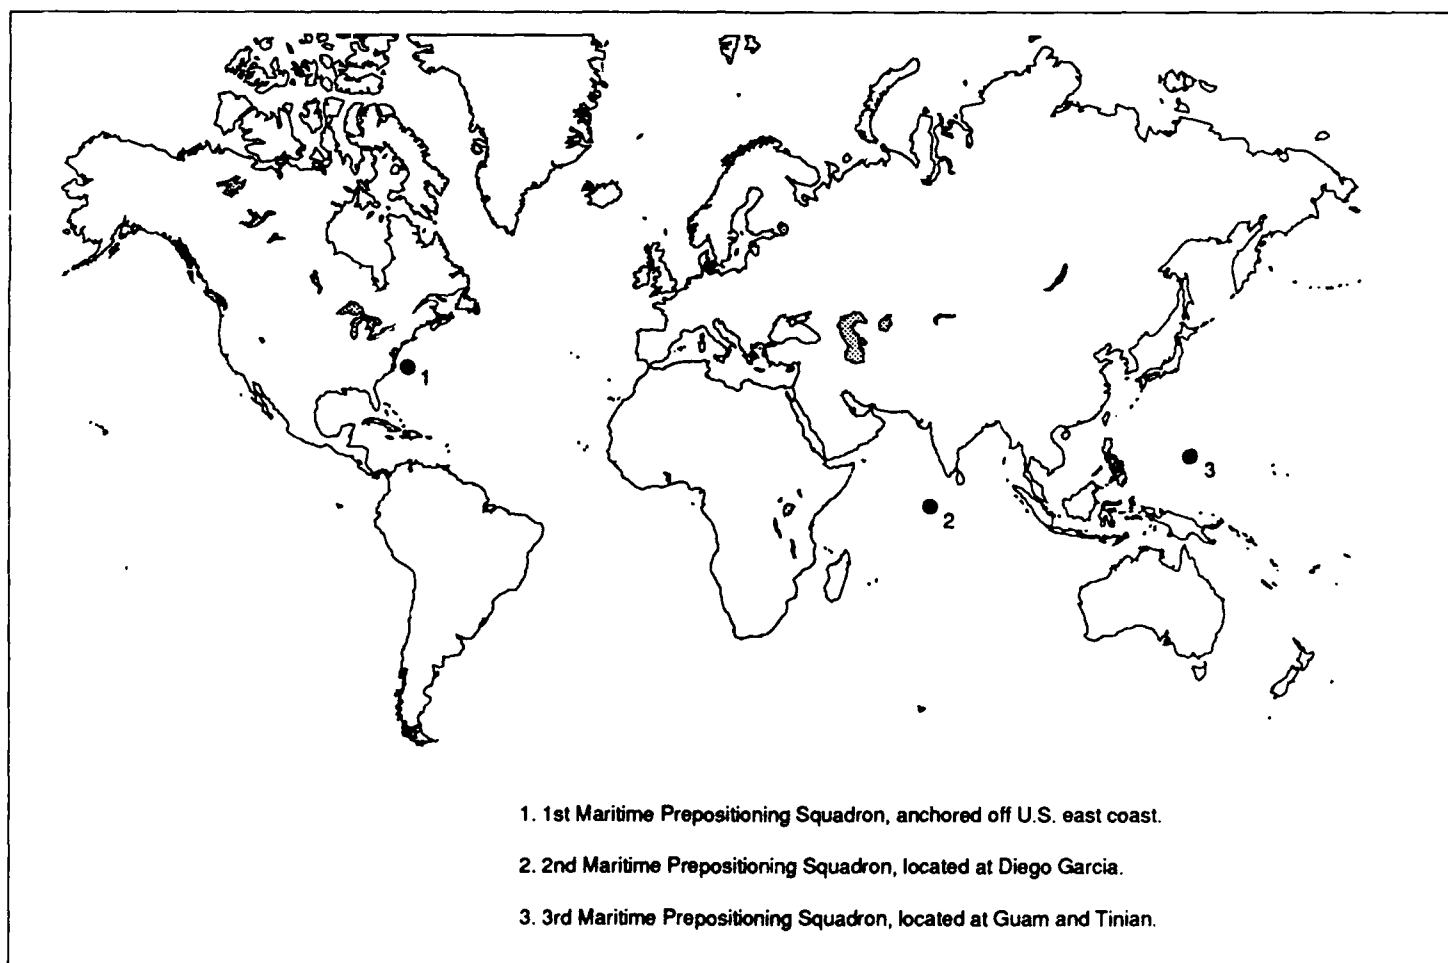 1
2
3
1. 1st Maritime Prepositioning Squadron, anchored off U.S. east coast.
2. 2nd Maritime Prepositioning Squadron, located at Diego Garcia.
3. 3rd Maritime Prepositioning Squadron, located at Guam and Tinian.